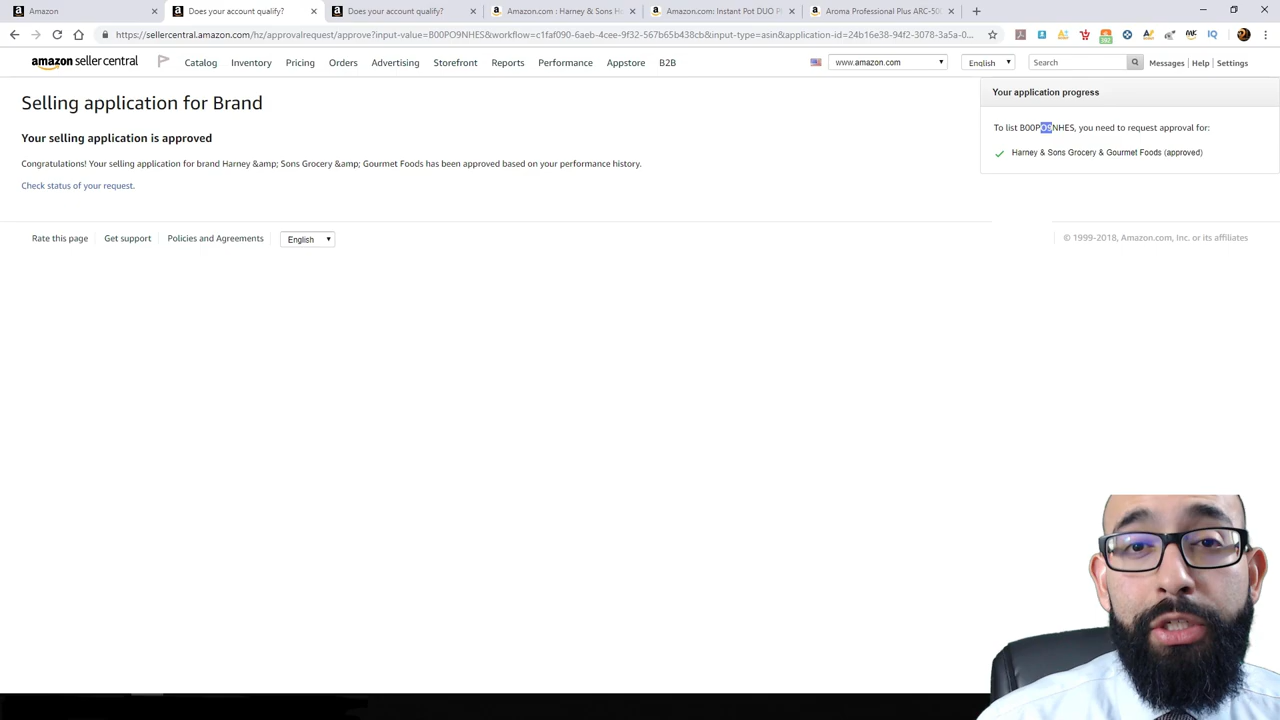 Amazon
Does your account qualify?
Does your account qualify?
Amazon.com : Harney & Sons H
Amazon.com: Instant Pot DUO P
Aroma Professional Plus ARC-50
https://sellercentral.amazon.com/hz/approvalrequest/approve?input-value=B00PO9NHES&workflow=c1faf090-6aeb-4cee-9f32-567b65b438cb&input-type=asin&application-id=24b16e38-94f2-3078-3a5a-0...
amazon seller central
Catalog
Inventory
Pricing
Orders
Advertising
Storefront
Reports
Performance
Appstore
B2B
www.amazon.com
English
Search
Messages
Help
Settings
Selling application for Brand
Your selling application is approved
Congratulations! Your selling application for brand Harney &amp; Sons Grocery &amp; Gourmet Foods has been approved based on your performance history.
Check status of your request.
Your application progress
To list B00PO9NHES, you need to request approval for:
Harney & Sons Grocery & Gourmet Foods (approved)
Rate this page
Get support
Policies and Agreements
English
© 1999-2018, Amazon.com, Inc. or its affiliates